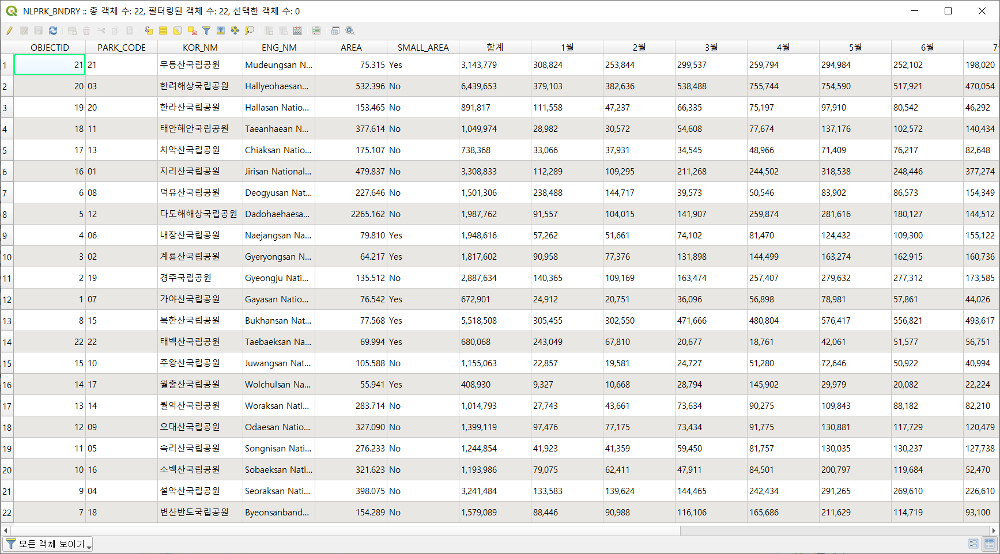 NLPRK_BNDRY :: 총 객체 수: 22, 필터링된 객체 수: 22, 선택한 객체 수: 0
OBJECTID PARK_CODE KOR_NM ENG_NM AREA SMALL_AREA 합계 1월 2월 3월 4월 5월 6월 7
1 21 21 무등산국립공원 Mudeungsan N... 75.315 Yes 3,143,779 308,824 253,844 299,537 259,794 294,984 252,102 198,020
2 20 03 한려해상국립공원 Hallyeohaesan... 532.396 No 6,439,653 379,103 382,636 538,488 755,744 754,590 517,921 470,054
3 19 20 한라산국립공원 Hallasan Natio... 153.465 No 891,817 111,558 47,237 66,335 75,197 97,910 80,542 46,292
4 18 11 태안해안국립공원 Taeanhaean N... 377.614 No 1,049,974 28,982 30,572 54,608 77,674 137,176 102,572 140,434
5 17 13 치악산국립공원 Chiaksan Natio... 175.107 No 738,368 33,066 37,931 34,545 48,966 71,409 76,217 82,648
6 16 01 지리산국립공원 Jirisan National... 479.837 No 3,308,833 112,289 109,295 211,268 244,502 318,538 248,446 377,274
7 6 08 덕유산국립공원 Deogyusan Nat... 227.646 No 1,501,306 238,488 144,717 39,573 50,546 83,902 86,573 154,349
8 5 12 다도해해상국립공원 Dadohaehaesa... 2265.162 No 1,987,762 91,557 104,015 141,907 259,874 281,616 180,127 144,512
9 4 06 내장산국립공원 Naejangsan Na... 79.810 Yes 1,948,616 57,262 51,661 74,102 81,470 124,432 109,300 155,122
10 3 02 계룡산국립공원 Gyeryongsan N... 64.217 Yes 1,817,602 90,958 77,376 131,898 144,499 163,274 162,915 160,736
11 2 19 경주국립공원 Gyeongju Nati... 135.512 No 2,887,634 140,365 109,169 163,474 257,407 279,632 277,312 173,585
12 1 07 가야산국립공원 Gayasan Natio... 76.542 Yes 672,901 24,912 20,751 36,096 56,898 78,981 57,861 44,026
13 8 15 북한산국립공원 Bukhansan Nat... 77.568 Yes 5,518,508 305,455 302,550 471,666 480,804 576,417 556,821 493,617
14 22 22 태백산국립공원 Taebaeksan Na... 69.994 Yes 680,068 243,049 67,810 20,677 18,761 42,061 51,577 56,751
15 15 10 주왕산국립공원 Juwangsan Nat... 105.588 No 1,155,063 22,857 19,581 24,727 51,280 72,646 50,922 40,994
16 14 17 월출산국립공원 Wolchulsan Na... 55.941 Yes 408,930 9,327 10,668 28,794 145,902 29,979 20,082 22,224
17 13 14 월악산국립공원 Woraksan Nati... 283.714 No 1,014,793 27,743 43,661 73,634 90,275 109,843 88,182 82,210
18 12 09 오대산국립공원 Odaesan Natio... 327.090 No 1,399,119 97,476 77,175 73,434 91,775 130,881 117,729 120,479
19 11 05 속리산국립공원 Songnisan Nati... 276.233 No 1,244,854 41,923 41,359 59,450 81,757 130,035 130,237 127,738
20 10 16 소백산국립공원 Sobaeksan Nati... 321.623 No 1,193,986 79,075 62,411 47,911 84,501 200,797 119,684 52,470
21 9 04 설악산국립공원 Seoraksan Nati... 398.075 No 3,241,484 133,583 139,624 144,465 242,434 291,265 269,610 226,610
22 7 18 변산반도국립공원 Byeonsanband... 154.289 No 1,579,089 88,446 90,988 116,106 165,686 211,629 114,719 93,100
모든 객체 보이기